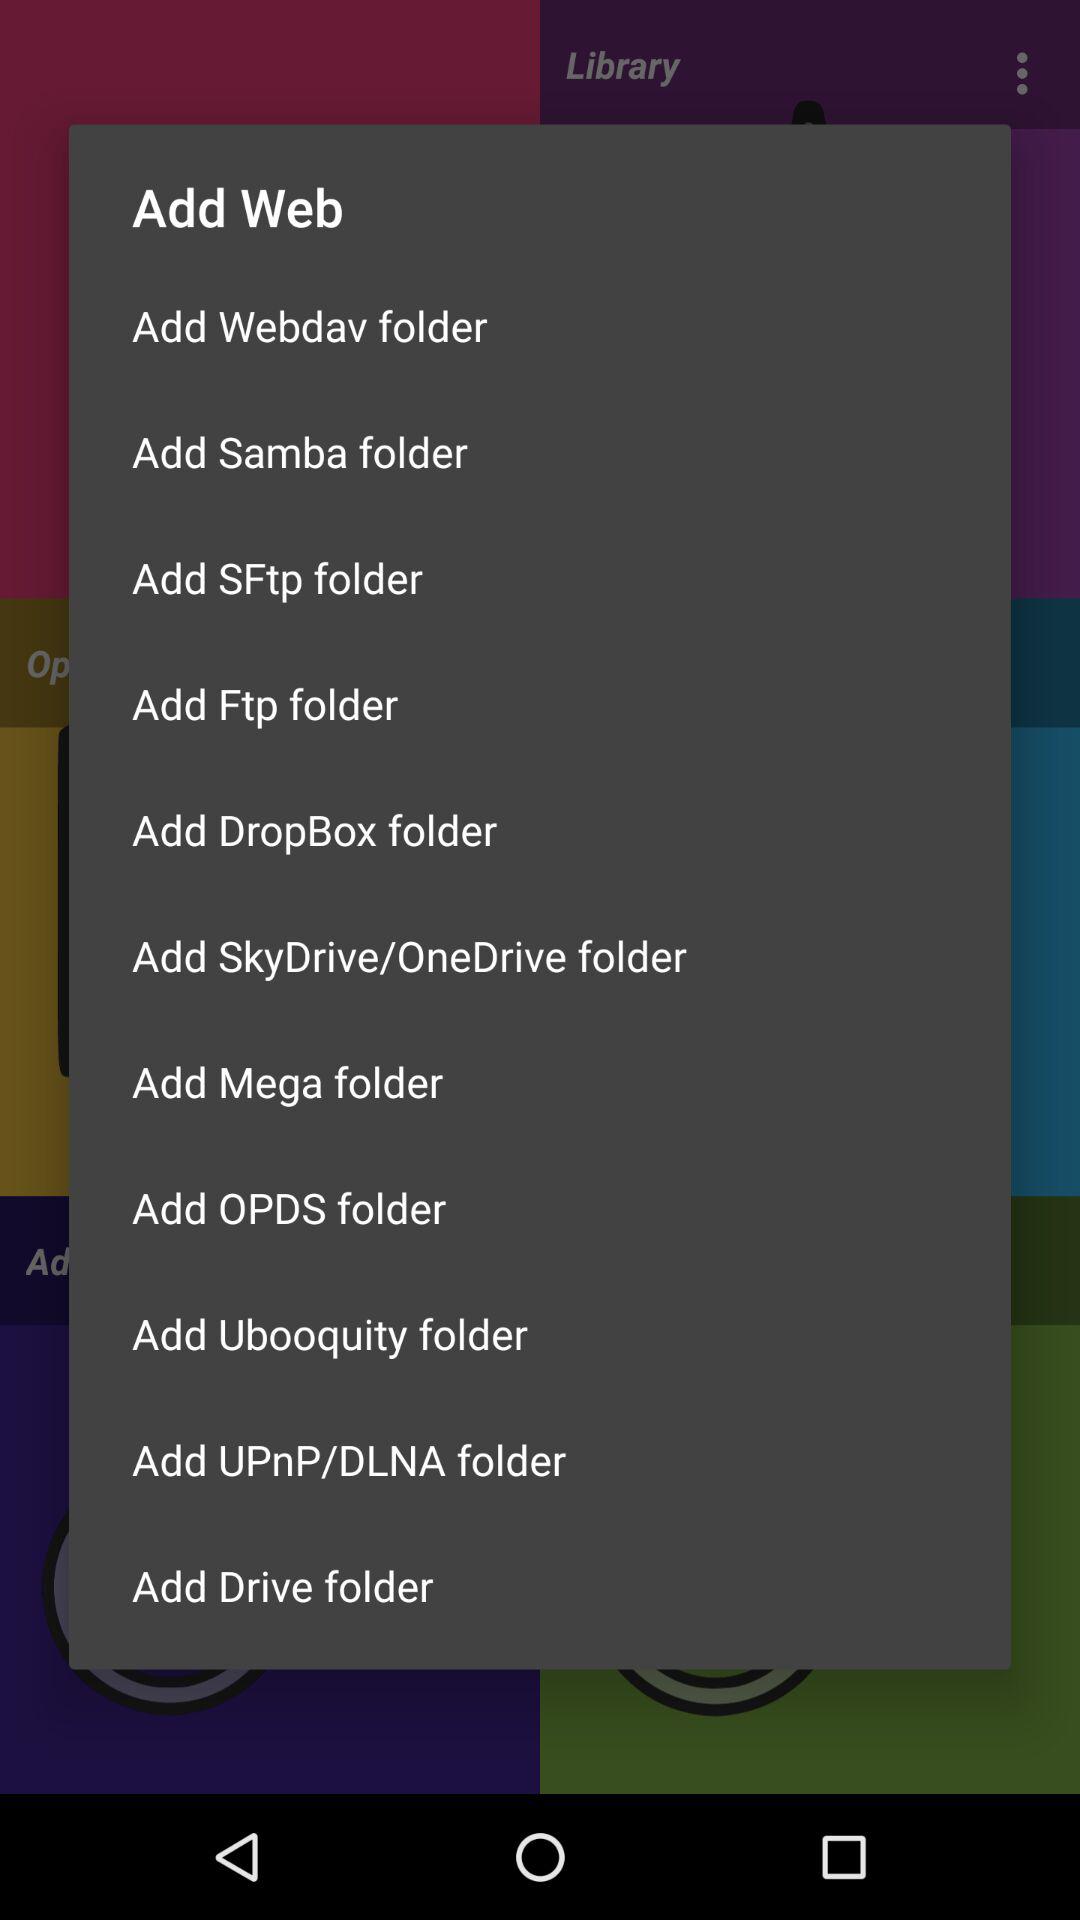 Library
Add Web
Add Webdav folder
Add Samba folder
Add SFtp folder
Op
Add Ftp folder
Add DropBox folder
Add SkyDrive/OneDrive folder
Add Mega folder
Add OPDS folder
Ad
Add Ubooquity folder
Add UPnP/DLNA folder
Add Drive folder